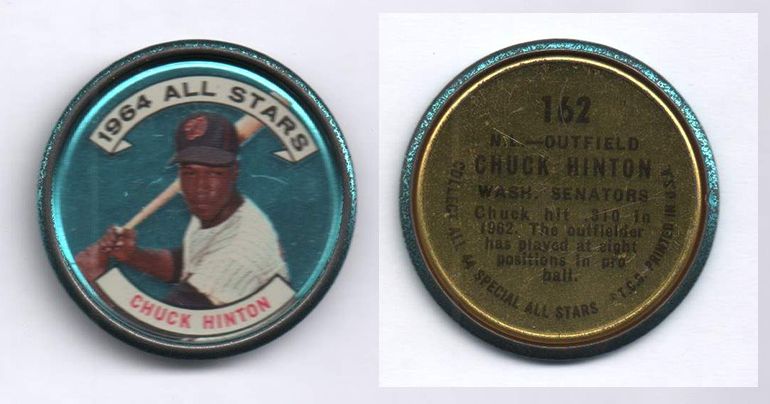 1964 ALL STARS
CHUCK HINTON
162
N.L.—OUTFIELD
CHUCK HINTON
WASH. SENATORS
Chuck hit .310 in
1962. The outfielder
has played at eight
positions in pro
ball.
COLLECT ALL 44 SPECIAL ALL STARS * T.C.G. PRINTED IN U.S.A.